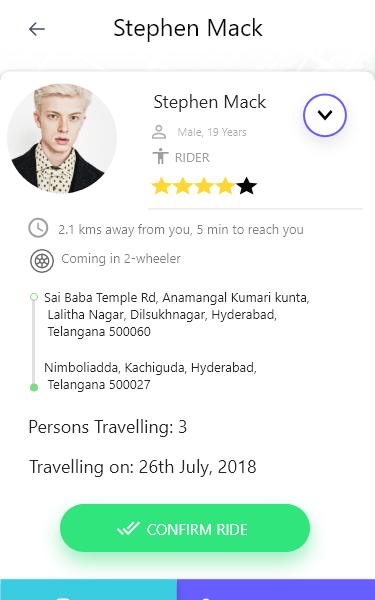 Stephen Mack
Stephen Mack
Male, 19 Years
RIDER
2.1 kms away from you, 5 min to reach you
Coming in 2-wheeler
Sai Baba Temple Rd, Anamangal Kumari kunta,
Lalitha Nagar, Dilsukhnagar, Hyderabad,
Telangana 500060
Nimboliadda, Kachiguda, Hyderabad,
Telangana 500027
Persons Travelling: 3
Travelling on: 26th July, 2018
CONFIRM RIDE